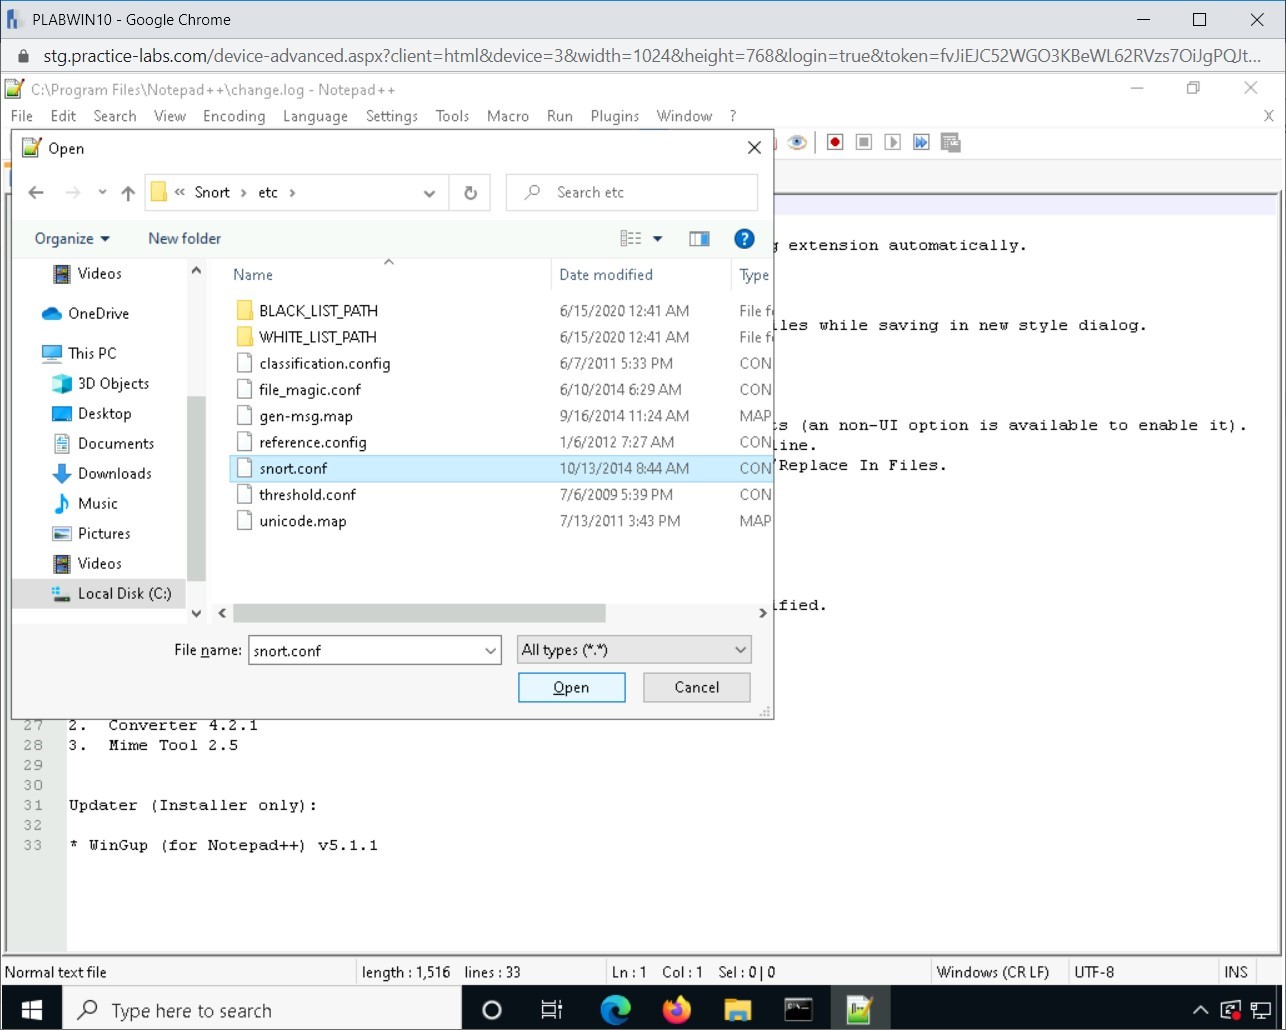 PLABWIN10 - Google Chrome
stg.practice-labs.com/device-advanced.aspx?client=html&device=3&width=1024&height=768&login=true&token=fvJiEJC52WGO3KBeWL62RVzs7OiJgPQJt...
C:\Program Files\Notepad++\change.log - Notepad++
File Edit Search View Encoding Language Settings Tools Macro Run Plugins Window ? X
Open
« Snort > etc > Search etc
Organize New folder ?
Videos
OneDrive
This PC
3D Objects
Desktop
Documents
Downloads
Music
Pictures
Videos
Local Disk (C:)
Name Date modified Type
BLACK_LIST_PATH 6/15/2020 12:41 AM File f
WHITE_LIST_PATH 6/15/2020 12:41 AM File f
classification.config 6/7/2011 5:33 PM CON
file_magic.conf 6/10/2014 6:29 AM CON
gen-msg.map 9/16/2014 11:24 AM MAP
reference.config 1/6/2012 7:27 AM CON
snort.conf 10/13/2014 8:44 AM CON
threshold.conf 7/6/2009 5:39 PM CON
unicode.map 7/13/2011 3:43 PM MAP
File name: snort.conf All types (*.*)
Open Cancel
g extension automatically.
les while saving in new style dialog.
ts (an non-UI option is available to enable it).
line.
/Replace In Files.
ified.
27 2. Converter 4.2.1
28 3. Mime Tool 2.5
29
30
31 Updater (Installer only):
32
33 * WinGup (for Notepad++) v5.1.1
Normal text file length : 1,516 lines : 33 Ln : 1 Col : 1 Sel : 0 | 0 Windows (CR LF) UTF-8 INS
Type here to search